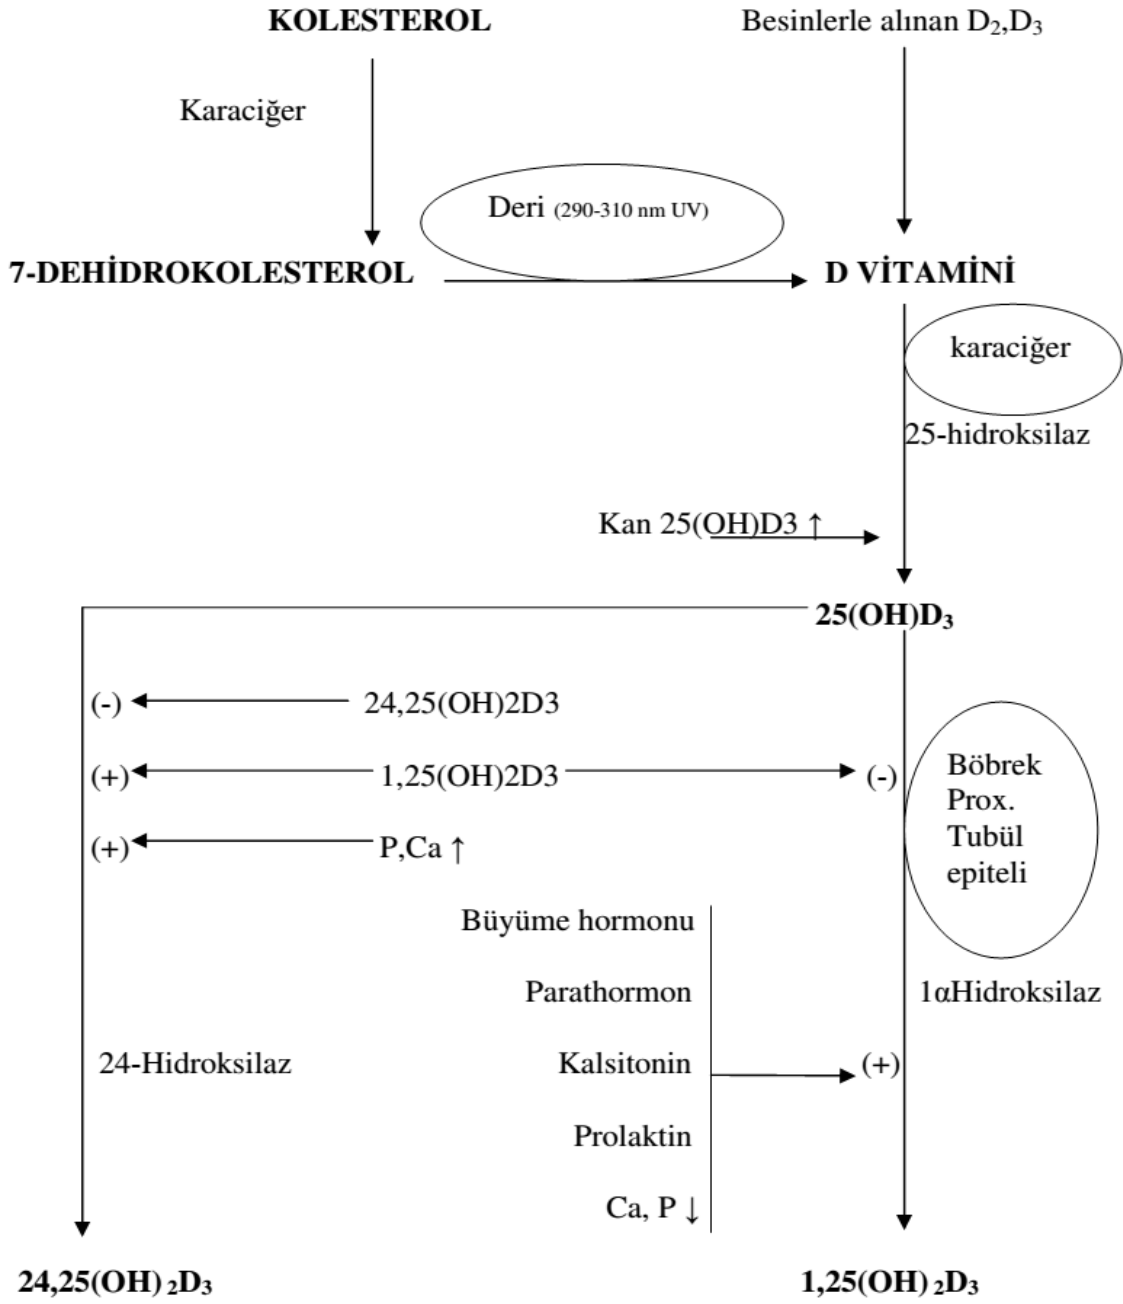 KOLESTEROL
Besinlerle alınan D₂,D₃
Karaciğer
Deri (290-310 nm UV)
7-DEHİDROKOLESTEROL
D VİTAMİNİ
karaciğer
25-hidroksilaz
Kan 25(OH)D3 ↑
25(OH)D₃
(-)
24,25(OH)2D3
(+)
1,25(OH)2D3
(-)
Böbrek
Prox.
Tubül
epiteli
(+)
P,Ca ↑
Büyüme hormonu
Parathormon
1αHidroksilaz
24-Hidroksilaz
Kalsitonin
(+)
Prolaktin
Ca, P ↓
24,25(OH) ₂D₃
1,25(OH) ₂D₃